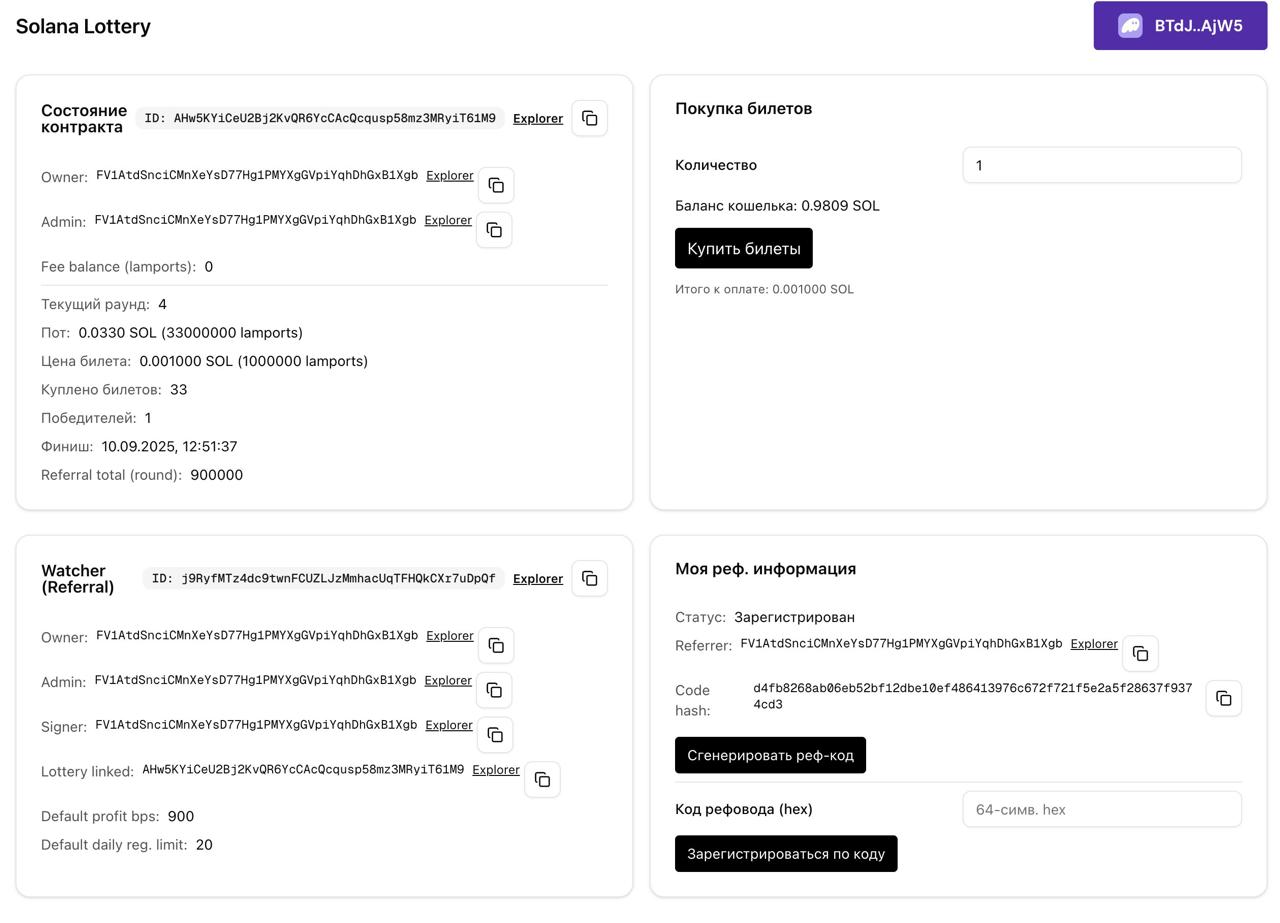 Solana Lottery
BTdJ..AjW5
Состояние
контракта
ID: AHw5KYiCeU2Bj2KvQR6YcCAcQcqusp58mz3MRyiT61M9
Explorer
Owner: FV1AtdSnciCMnXeYsD77Hg1PMYXgGVpiYqhDhGxB1Xgb Explorer
Admin: FV1AtdSnciCMnXeYsD77Hg1PMYXgGVpiYqhDhGxB1Xgb Explorer
Fee balance (lamports): 0
Текущий раунд: 4
Пот: 0.0330 SOL (33000000 lamports)
Цена билета: 0.001000 SOL (1000000 lamports)
Куплено билетов: 33
Победителей: 1
Финиш: 10.09.2025, 12:51:37
Referral total (round): 900000
Покупка билетов
Количество
1
Баланс кошелька: 0.9809 SOL
Купить билеты
Итого к оплате: 0.001000 SOL
Watcher
(Referral)
ID: j9RyfMTz4dc9twnFCUZLJzMmhacUqTFHQkCXr7uDpQf
Explorer
Owner: FV1AtdSnciCMnXeYsD77Hg1PMYXgGVpiYqhDhGxB1Xgb Explorer
Admin: FV1AtdSnciCMnXeYsD77Hg1PMYXgGVpiYqhDhGxB1Xgb Explorer
Signer: FV1AtdSnciCMnXeYsD77Hg1PMYXgGVpiYqhDhGxB1Xgb Explorer
Lottery linked: AHw5KYiCeU2Bj2KvQR6YcCAcQcqusp58mz3MRyiT61M9 Explorer
Default profit bps: 900
Default daily reg. limit: 20
Моя реф. информация
Статус: Зарегистрирован
Referrer: FV1AtdSnciCMnXeYsD77Hg1PMYXgGVpiYqhDhGxB1Xgb Explorer
Code
hash:
d4fb8268ab06eb52bf12dbe10ef486413976c672f721f5e2a5f28637f937
4cd3
Сгенерировать реф-код
Код рефовода (hex)
64-симв. hex
Зарегистрироваться по коду